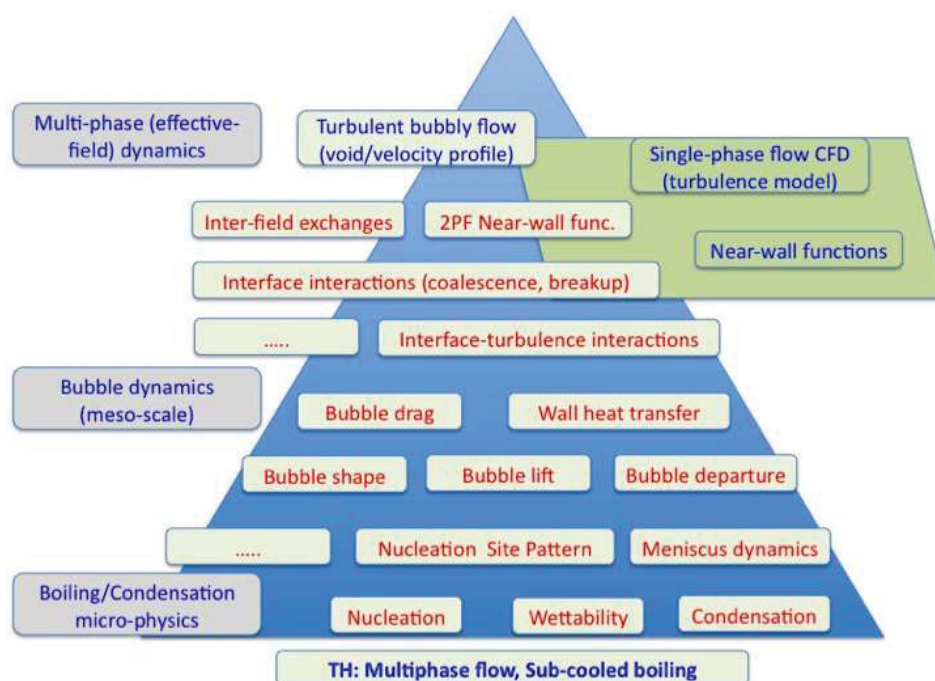 Multi-phase (effective-
field) dynamics
Turbulent bubbly flow
(void/velocity profile)
Single-phase flow CFD
(turbulence model)
Inter-field exchanges
2PF Near-wall func.
Near-wall functions
Interface interactions (coalescence, breakup)
.....
Interface-turbulence interactions
Bubble dynamics
(meso-scale)
Bubble drag
Wall heat transfer
Bubble shape
Bubble lift
Bubble departure
.....
Nucleation Site Pattern
Meniscus dynamics
Boiling/Condensation
micro-physics
Nucleation
Wettability
Condensation
TH: Multiphase flow, Sub-cooled boiling